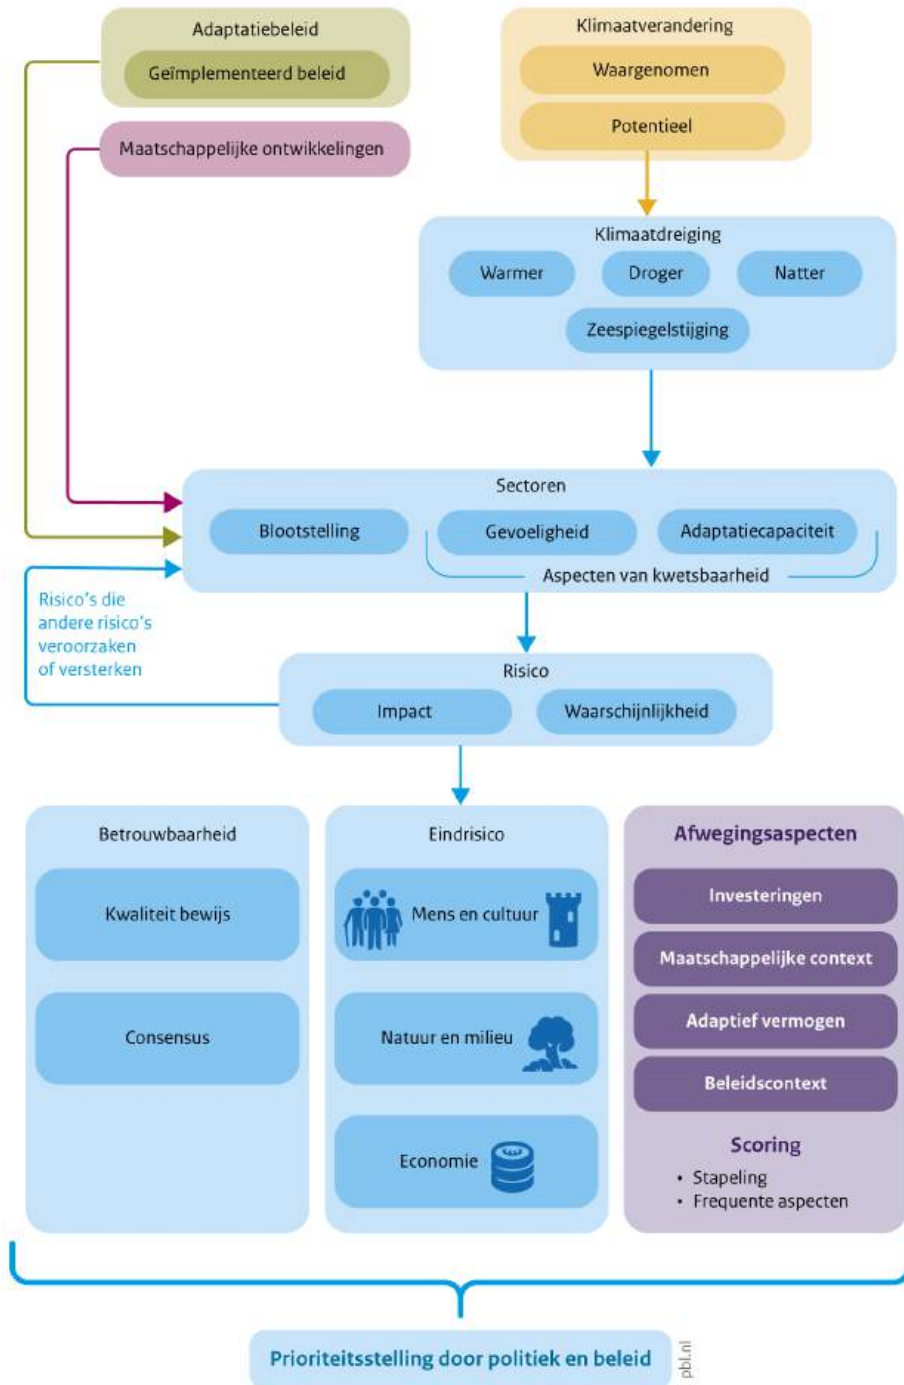 Adaptatiebeleid
Geïmplementeerd beleid
Maatschappelijke ontwikkelingen
Klimaatverandering
Waargenomen
Potentieel
Klimaatdreiging
Warmer
Droger
Natter
Zeespiegelstijging
Sectoren
Blootstelling
Gevoeligheid
Adaptatiecapaciteit
Aspecten van kwetsbaarheid
Risico's die
andere risico's
veroorzaken
of versterken
Risico
Impact
Waarschijnlijkheid
Betrouwbaarheid
Kwaliteit bewijs
Consensus
Eindrisico
Mens en cultuur
Natuur en milieu
Economie
Afwegingsaspecten
Investeringen
Maatschappelijke context
Adaptief vermogen
Beleidscontext
Scoring
• Stapeling
• Frequente aspecten
Prioriteitsstelling door politiek en beleid
pbl.nl